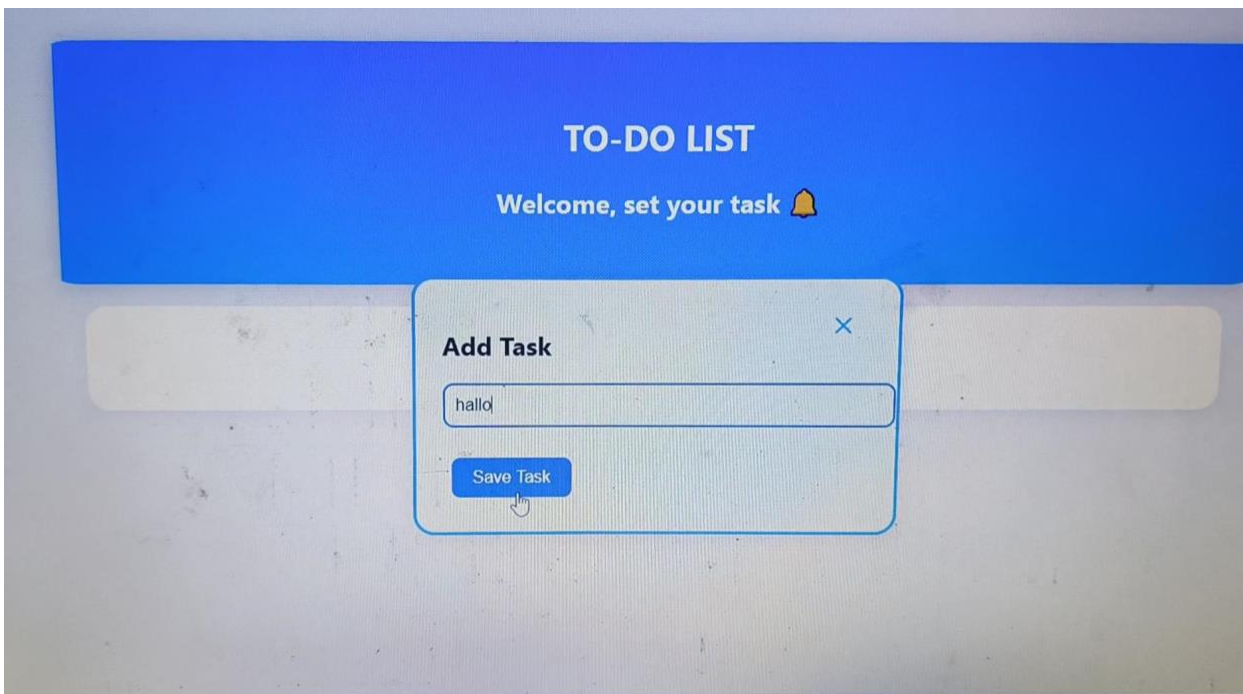 TO-DO LIST
Welcome, set your task 🔔
Add Task
hallo
Save Task